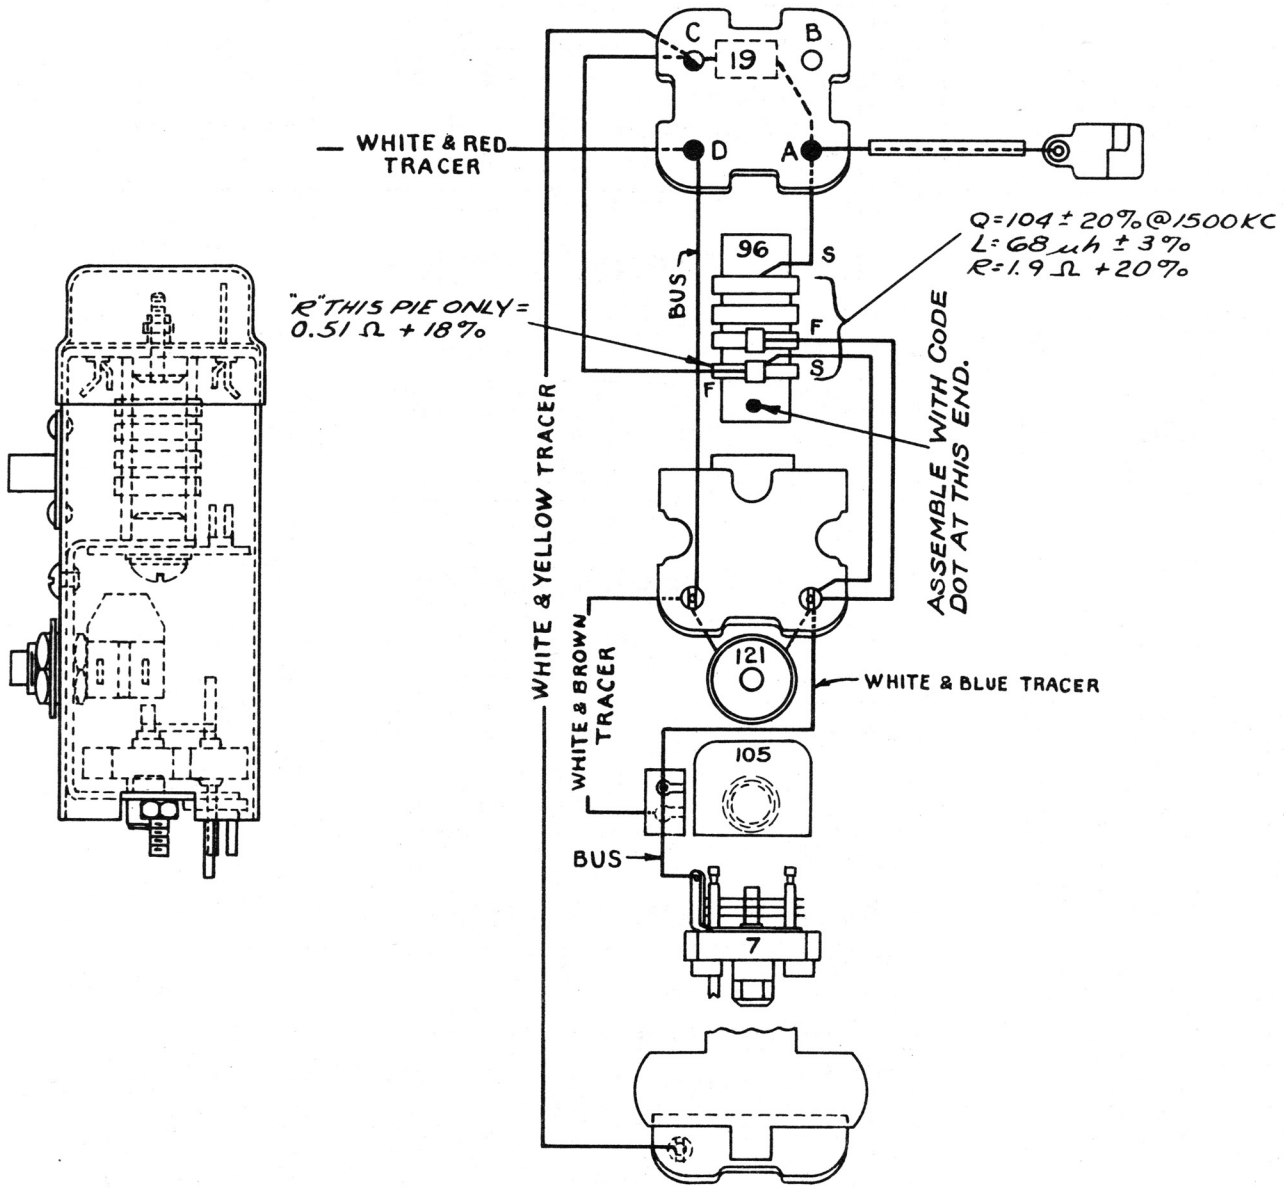 C
B
19
WHITE & RED
TRACER
D
A
Q=104 ± 20% @ 1500 KC
L=68 µh ± 3%
R=1.9 Ω + 20%
96
S
BUS
"R" THIS PIE ONLY =
0.51 Ω + 18%
F
S
F
ASSEMBLE WITH CODE
DOT AT THIS END.
WHITE & YELLOW TRACER
WHITE & BROWN
TRACER
121
WHITE & BLUE TRACER
105
BUS
7